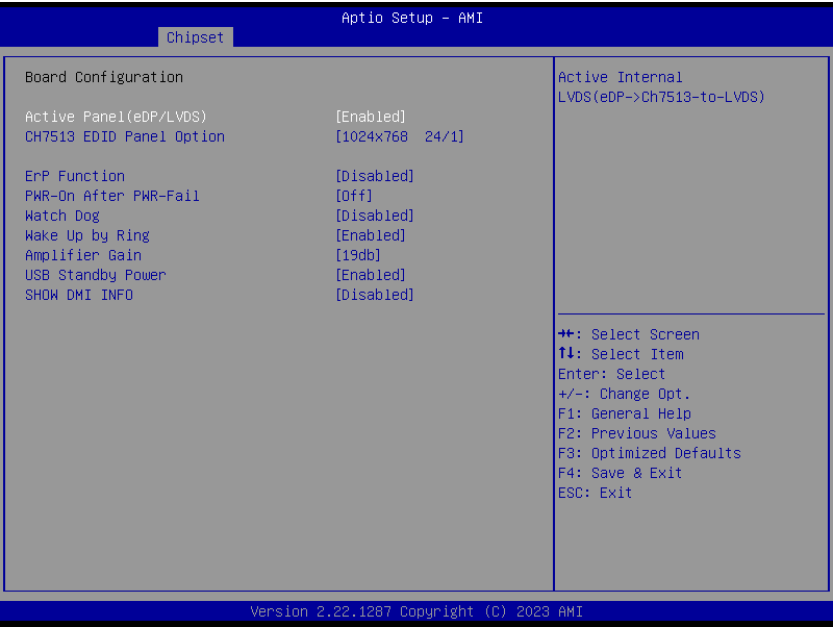 Aptio Setup - AMI
Chipset
Board Configuration
Active Panel(eDP/LVDS) [Enabled]
CH7513 EDID Panel Option [1024x768 24/1]
ErP Function [Disabled]
PWR-On After PWR-Fail [Off]
Watch Dog [Disabled]
Wake Up by Ring [Enabled]
Amplifier Gain [19db]
USB Standby Power [Enabled]
SHOW DMI INFO [Disabled]
Active Internal
LVDS(eDP->Ch7513-to-LVDS)
→←: Select Screen
↑↓: Select Item
Enter: Select
+/-: Change Opt.
F1: General Help
F2: Previous Values
F3: Optimized Defaults
F4: Save & Exit
ESC: Exit
Version 2.22.1287 Copyright (C) 2023 AMI